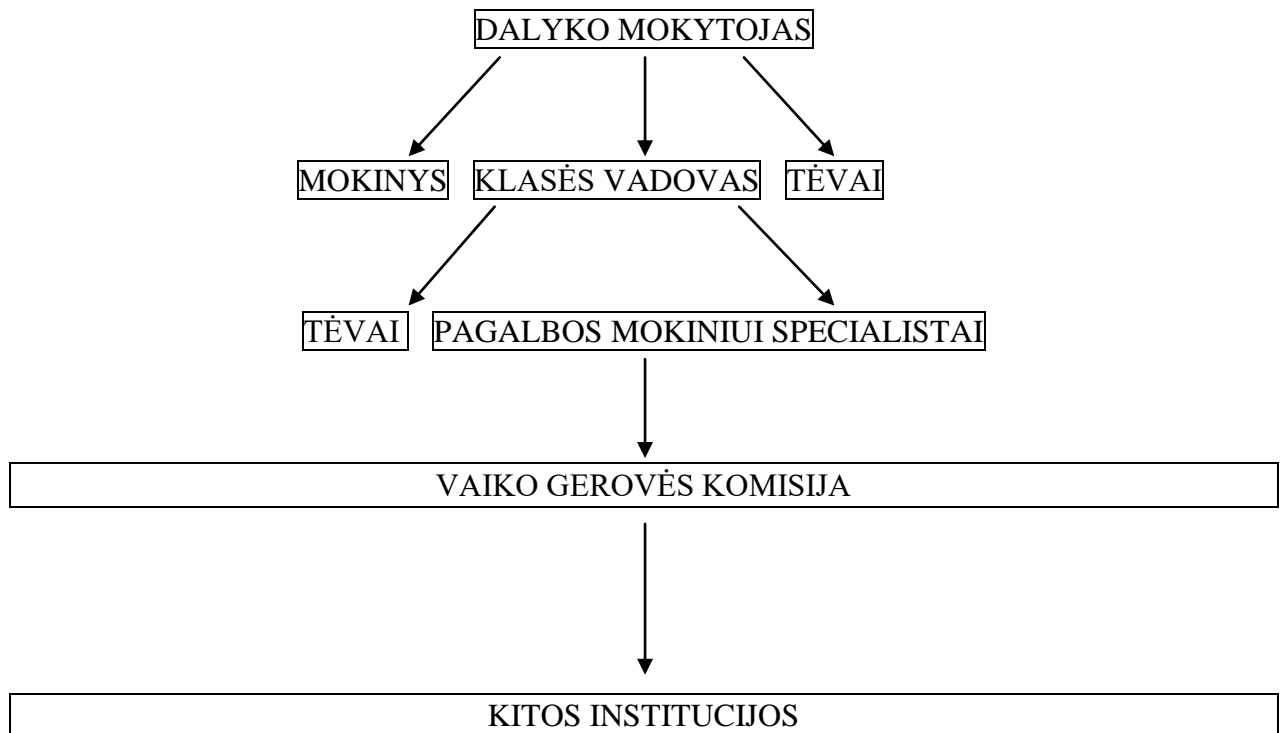 DALYKO MOKYTOJAS
MOKINYS KLASĖS VADOVAS TĖVAI
TĖVAI PAGALBOS MOKINIUI SPECIALISTAI
VAIKO GEROVĖS KOMISIJA
KITOS INSTITUCIJOS